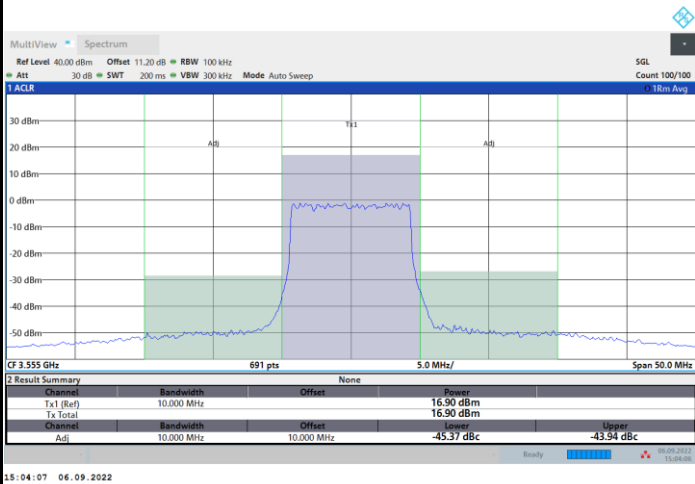 MultiView Spectrum
Ref Level 40.00 dBm Offset 11.20 dB RBW 100 kHz SGL
Att 30 dB SWT 200 ms VBW 300 kHz Mode Auto Sweep Count 100/100
1 ACLR 1Rm Avg
30 dBm
Tx1
20 dBm
Adj Adj
10 dBm
0 dBm
-10 dBm
-20 dBm
-30 dBm
-40 dBm
-50 dBm
CF 3.555 GHz 691 pts 5.0 MHz/ Span 50.0 MHz
2 Result Summary None
Channel Bandwidth Offset Power
Tx1 (Ref) 10.000 MHz 16.90 dBm
Tx Total 16.90 dBm
Channel Bandwidth Offset Lower Upper
Adj 10.000 MHz 10.000 MHz -45.37 dBc -43.94 dBc
Ready 06.09.2022
15:04:06
15:04:07 06.09.2022